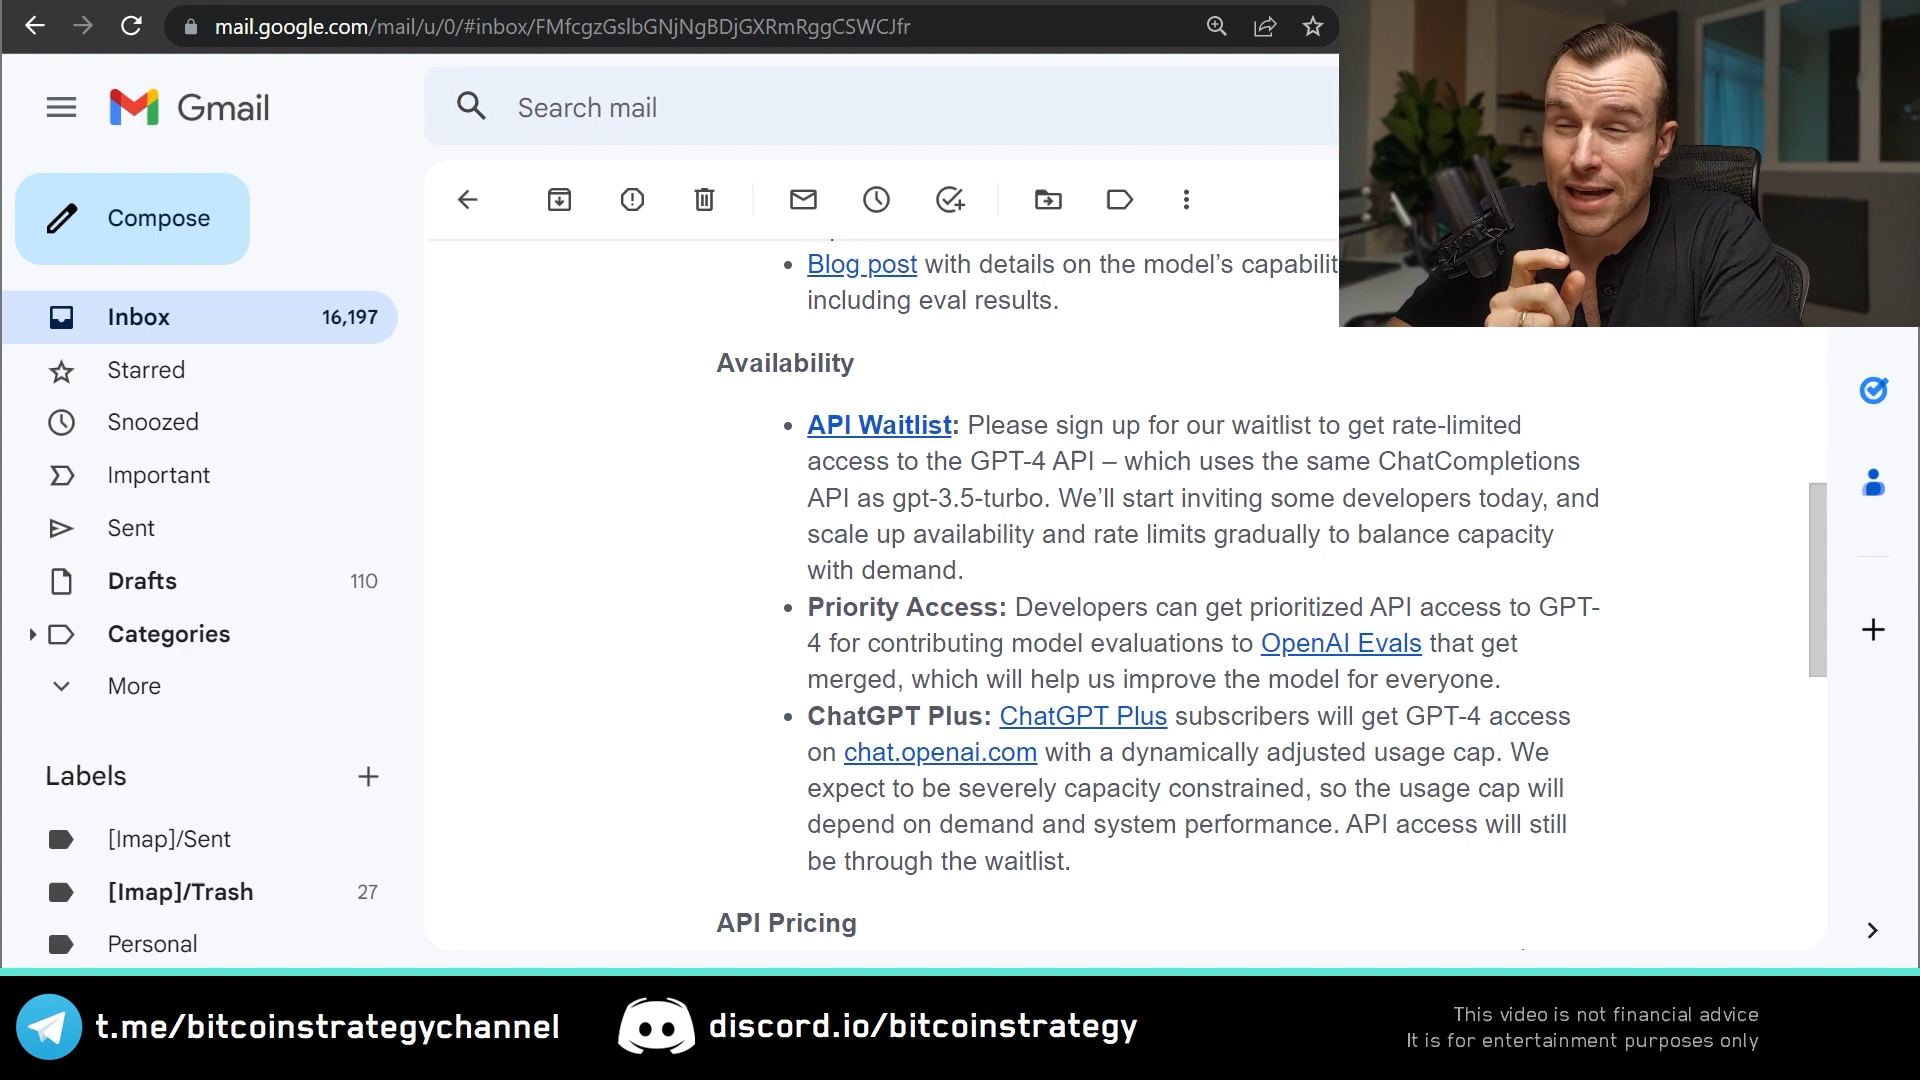 mail.google.com/mail/u/0/#inbox/FMfcgzGslbGNjNgBDjGXRmRggCSWCJfr
Gmail
Search mail
Compose
Inbox 16,197
Starred
Snoozed
Important
Sent
Drafts 110
Categories
More
Labels
[Imap]/Sent
[Imap]/Trash 27
Personal
Blog post with details on the model’s capabilit
including eval results.
Availability
API Waitlist: Please sign up for our waitlist to get rate-limited
access to the GPT-4 API – which uses the same ChatCompletions
API as gpt-3.5-turbo. We’ll start inviting some developers today, and
scale up availability and rate limits gradually to balance capacity
with demand.
Priority Access: Developers can get prioritized API access to GPT-
4 for contributing model evaluations to OpenAI Evals that get
merged, which will help us improve the model for everyone.
ChatGPT Plus: ChatGPT Plus subscribers will get GPT-4 access
on chat.openai.com with a dynamically adjusted usage cap. We
expect to be severely capacity constrained, so the usage cap will
depend on demand and system performance. API access will still
be through the waitlist.
API Pricing
t.me/bitcoinstrategychannel
discord.io/bitcoinstrategy
This video is not financial advice
It is for entertainment purposes only